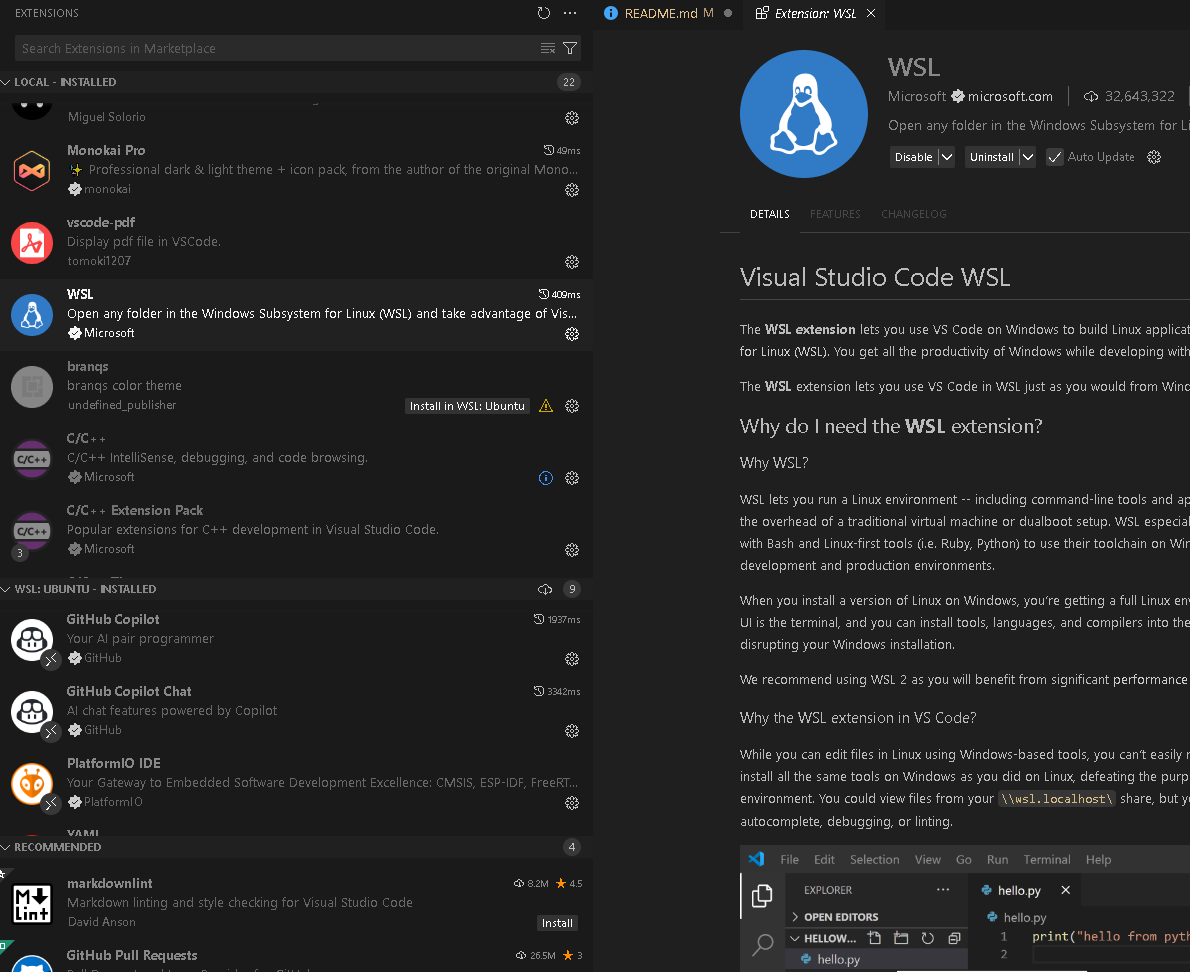 EXTENSIONS
Search Extensions in Marketplace
LOCAL - INSTALLED 22
Miguel Solorio
Monokai Pro 49ms
Professional dark & light theme + icon pack, from the author of the original Mono...
monokai
vscode-pdf
Display pdf file in VSCode.
tomoki1207
WSL 409ms
Open any folder in the Windows Subsystem for Linux (WSL) and take advantage of Vis...
Microsoft
branqs
branqs color theme
undefined_publisher Install in WSL: Ubuntu
C/C++
C/C++
C/C++ IntelliSense, debugging, and code browsing.
Microsoft
C/C++ Extension Pack
C/C++
Popular extensions for C++ development in Visual Studio Code.
3 Microsoft
WSL: UBUNTU - INSTALLED 9
GitHub Copilot 1937ms
Your AI pair programmer
GitHub
GitHub Copilot Chat 3342ms
AI chat features powered by Copilot
GitHub
PlatformIO IDE
Your Gateway to Embedded Software Development Excellence: CMSIS, ESP-IDF, FreeRT...
PlatformIO
YAML
RECOMMENDED 4
markdownlint 8.2M 4.5
M Lint
Markdown linting and style checking for Visual Studio Code
David Anson Install
GitHub Pull Requests 26.5M 3
README.md M Extension: WSL
WSL
Microsoft microsoft.com 32,643,322
Open any folder in the Windows Subsystem for Li
Disable Uninstall Auto Update
DETAILS FEATURES CHANGELOG
Visual Studio Code WSL
The WSL extension lets you use VS Code on Windows to build Linux applicat
for Linux (WSL). You get all the productivity of Windows while developing with
The WSL extension lets you use VS Code in WSL just as you would from Wind
Why do I need the WSL extension?
Why WSL?
WSL lets you run a Linux environment -- including command-line tools and ap
the overhead of a traditional virtual machine or dualboot setup. WSL especial
with Bash and Linux-first tools (i.e. Ruby, Python) to use their toolchain on Win
development and production environments.
When you install a version of Linux on Windows, you're getting a full Linux env
UI is the terminal, and you can install tools, languages, and compilers into the
disrupting your Windows installation.
We recommend using WSL 2 as you will benefit from significant performance
Why the WSL extension in VS Code?
While you can edit files in Linux using Windows-based tools, you can't easily r
install all the same tools on Windows as you did on Linux, defeating the purp
environment. You could view files from your \\wsl.localhost\ share, but yo
autocomplete, debugging, or linting.
File Edit Selection View Go Run Terminal Help
EXPLORER ... hello.py
OPEN EDITORS hello.py
HELLOW... 1 print("hello from pyth
hello.py 2